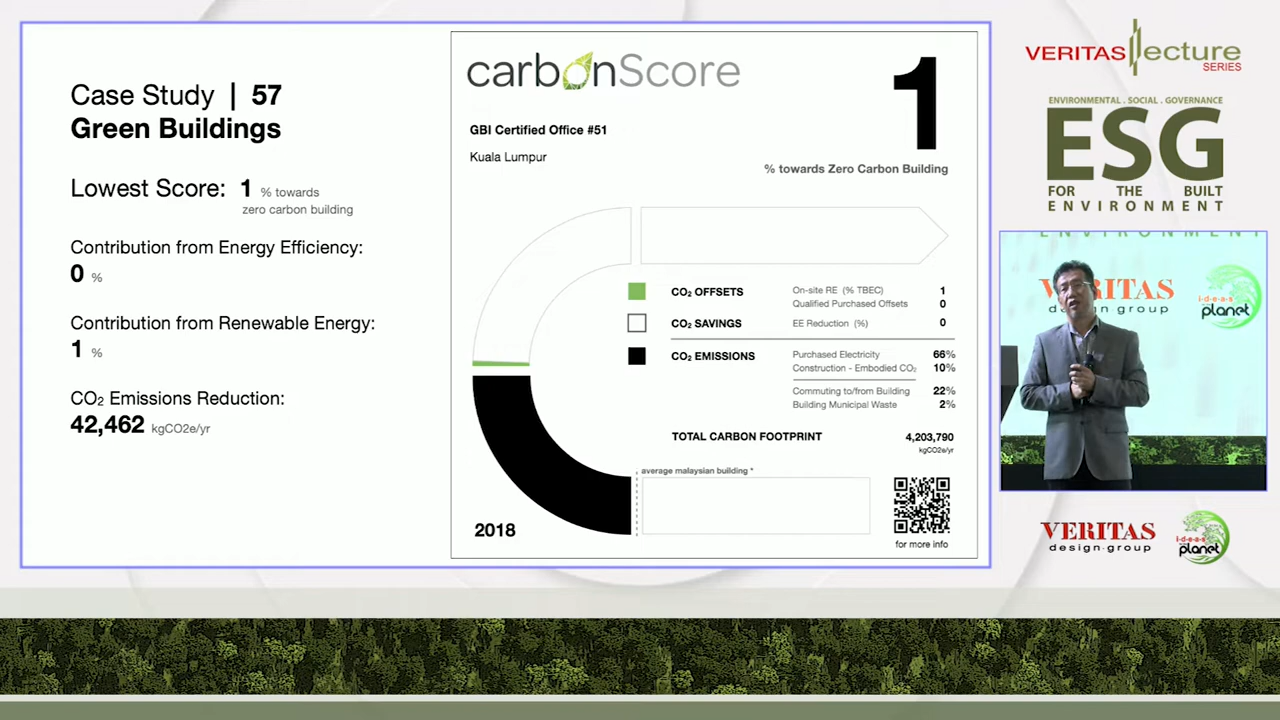 Case Study | 57
Green Buildings
Lowest Score: 1 % towards
zero carbon building
Contribution from Energy Efficiency:
0 %
Contribution from Renewable Energy:
1 %
CO₂ Emissions Reduction:
42,462 kgCO2e/yr
carbonScore
1
GBI Certified Office #51
Kuala Lumpur
% towards Zero Carbon Building
CO₂ OFFSETS
On-site RE (% TBEC) 1
Qualified Purchased Offsets 0
CO₂ SAVINGS
EE Reduction (%) 0
CO₂ EMISSIONS
Purchased Electricity 66%
Construction - Embodied CO₂ 10%
Commuting to/from Building 22%
Building Municipal Waste 2%
TOTAL CARBON FOOTPRINT 4,203,790
kgCO2e/yr
average malaysian building *
2018
for more info
VERITAS lecture
SERIES
ENVIRONMENTAL . SOCIAL . GOVERNANCE
ESG
FOR THE BUILT
ENVIRONMENT
ENVIRONMENT
VERITAS
design group
i-d-e-a-s
planet
VERITAS
design group
i-d-e-a-s
planet